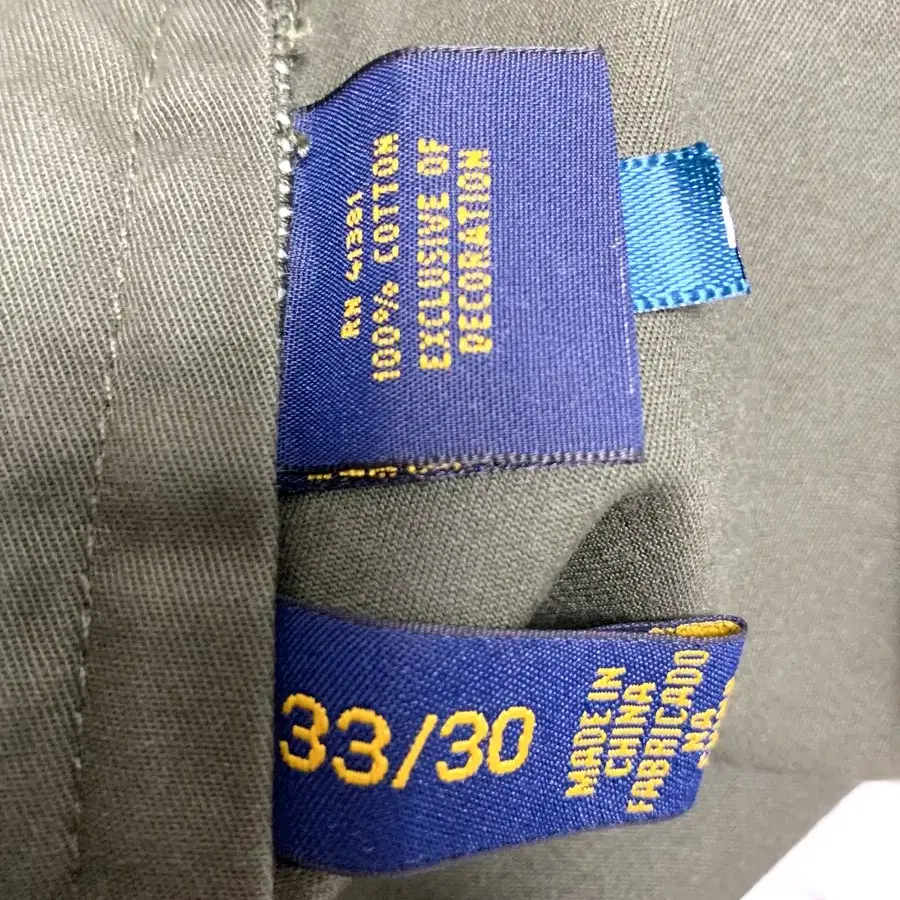 RN 41381
100% COTTON
EXCLUSIVE OF
DECORATION
33/30
MADE IN
CHINA
FABRICADO
NA